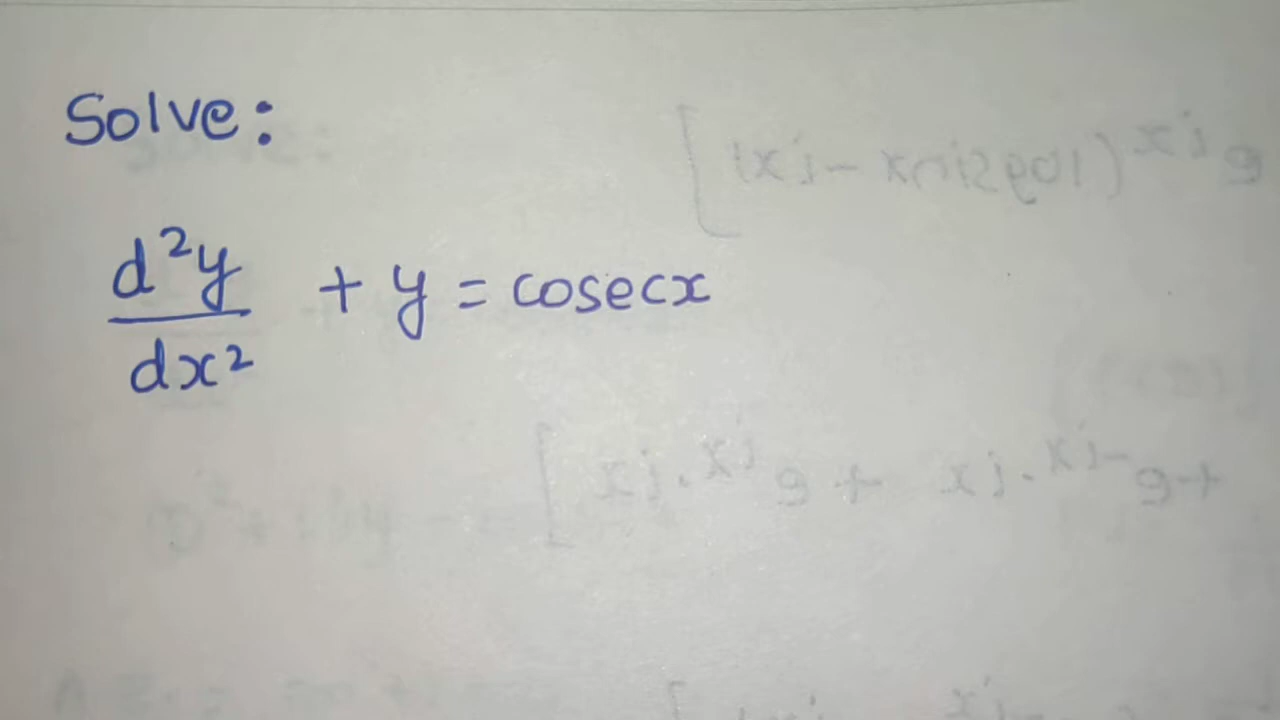 Solve:
d²y/dx² + y = cosecx